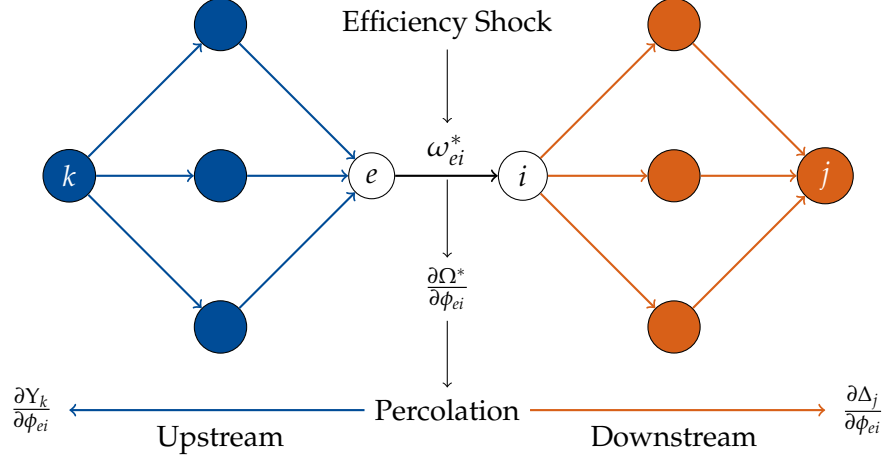 Efficiency Shock
ω*ei
k e i j
∂Ω*
∂ϕei
∂Υk
∂ϕei
Percolation
∂Δj
∂ϕei
Upstream Downstream